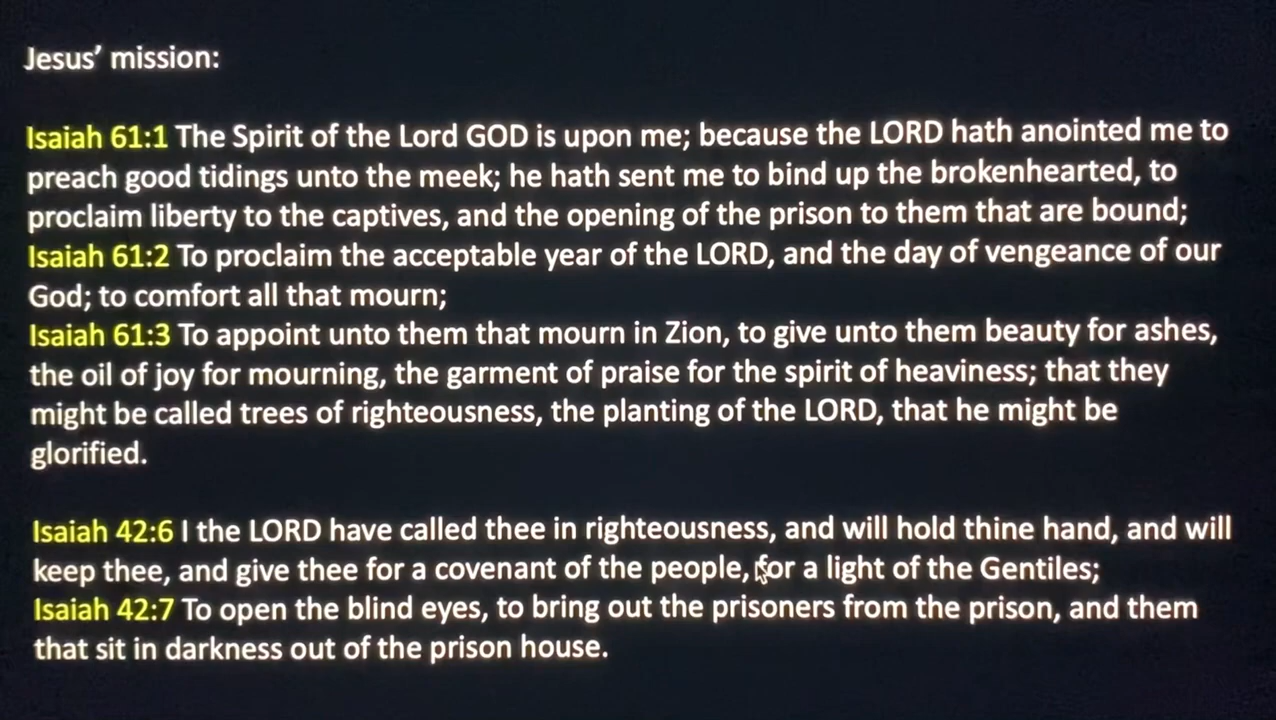 Jesus’ mission:
Isaiah 61:1 The Spirit of the Lord GOD is upon me; because the LORD hath anointed me to
preach good tidings unto the meek; he hath sent me to bind up the brokenhearted, to
proclaim liberty to the captives, and the opening of the prison to them that are bound;
Isaiah 61:2 To proclaim the acceptable year of the LORD, and the day of vengeance of our
God; to comfort all that mourn;
Isaiah 61:3 To appoint unto them that mourn in Zion, to give unto them beauty for ashes,
the oil of joy for mourning, the garment of praise for the spirit of heaviness; that they
might be called trees of righteousness, the planting of the LORD, that he might be
glorified.
Isaiah 42:6 I the LORD have called thee in righteousness, and will hold thine hand, and will
keep thee, and give thee for a covenant of the people, for a light of the Gentiles;
Isaiah 42:7 To open the blind eyes, to bring out the prisoners from the prison, and them
that sit in darkness out of the prison house.